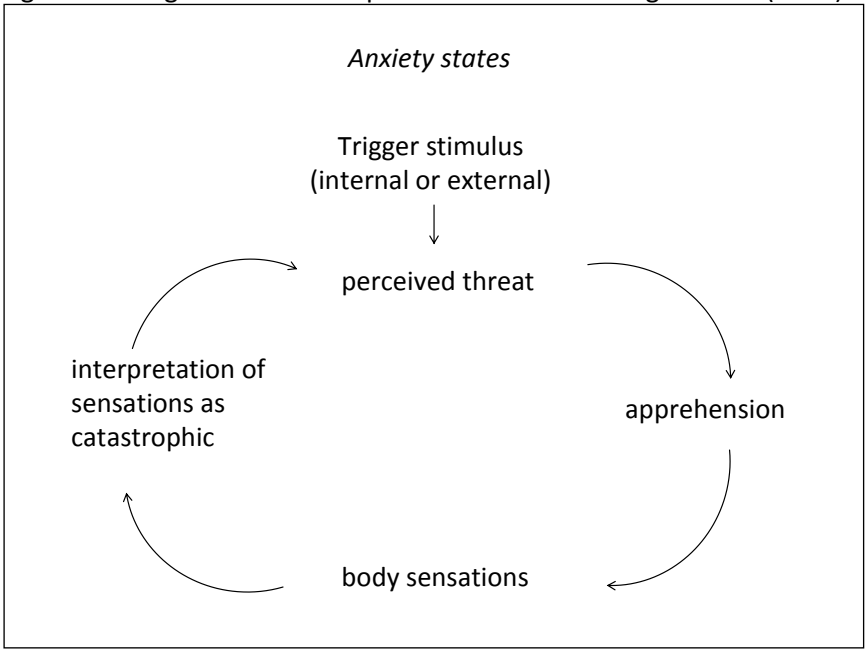 Anxiety states
Trigger stimulus
(internal or external)
perceived threat
interpretation of
sensations as
catastrophic
apprehension
body sensations